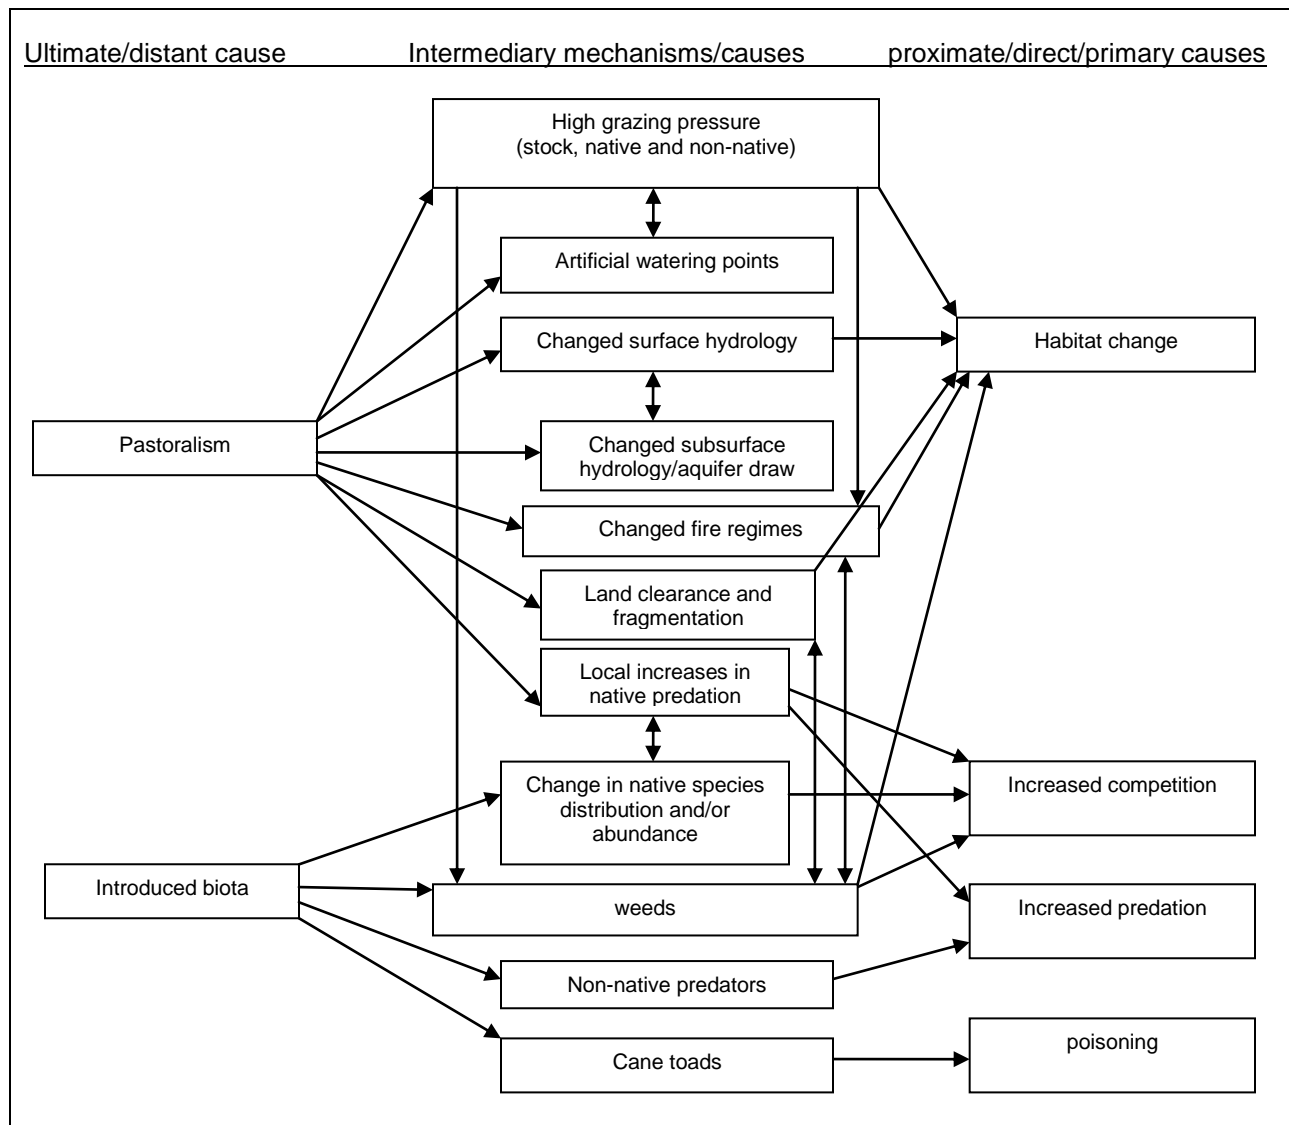 Ultimate/distant cause Intermediary mechanisms/causes proximate/direct/primary causes
High grazing pressure
(stock, native and non-native)
Artificial watering points
Changed surface hydrology
Habitat change
Pastoralism
Changed subsurface
hydrology/aquifer draw
Changed fire regimes
Land clearance and
fragmentation
Local increases in
native predation
Change in native species
distribution and/or
abundance
Increased competition
Introduced biota
weeds
Increased predation
Non-native predators
Cane toads
poisoning